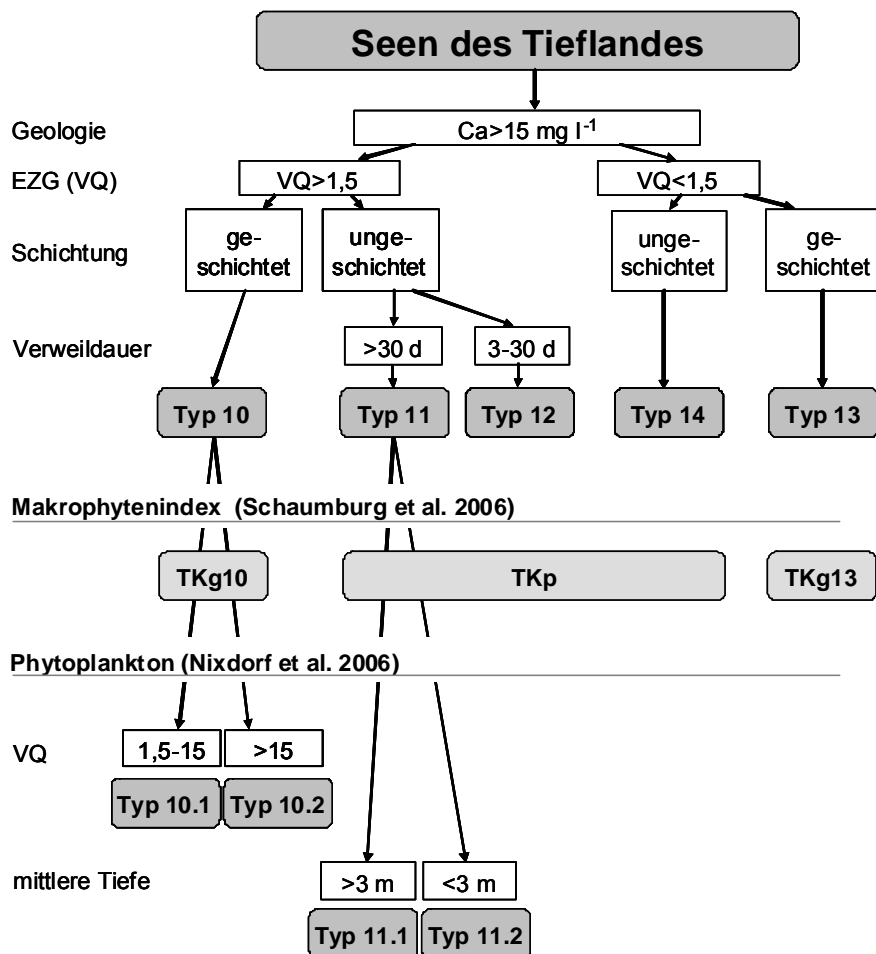 Seen des Tieflandes
Geologie
Ca>15 mg l⁻¹
EZG (VQ)
VQ>1,5
VQ<1,5
Schichtung
ge-
schichtet
unge-
schichtet
unge-
schichtet
ge-
schichtet
Verweildauer
>30 d
3-30 d
Typ 10
Typ 11
Typ 12
Typ 14
Typ 13
Makrophytenindex (Schaumburg et al. 2006)
TKg10
TKp
TKg13
Phytoplankton (Nixdorf et al. 2006)
VQ
1,5-15
>15
Typ 10.1
Typ 10.2
mittlere Tiefe
>3 m
<3 m
Typ 11.1
Typ 11.2